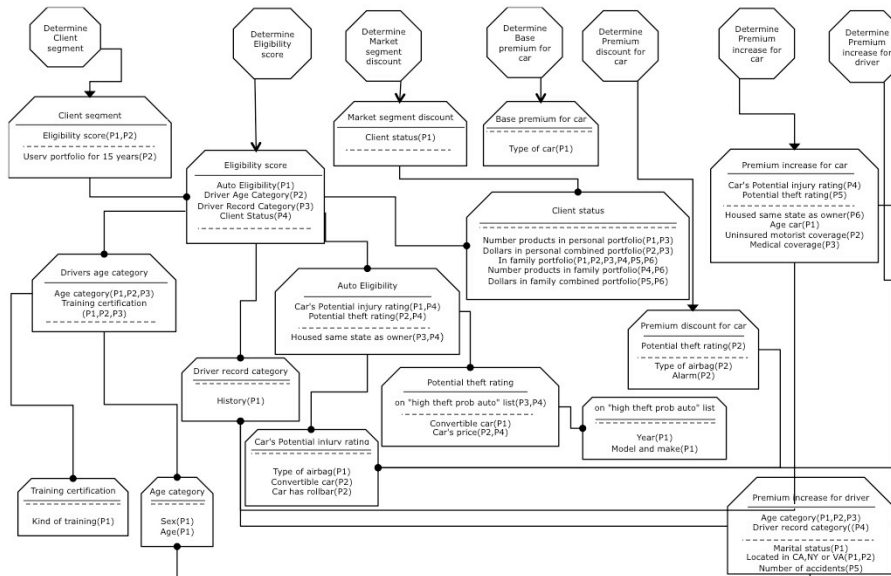 Determine
Client
segment
Determine
Eligibility
score
Determine
Market
segment
discount
Determine
Base
premium for
car
Determine
Premium
discount for
car
Determine
Premium
increase for
car
Determine
Premium
increase for
driver
Client segment
Eligibility score(P1,P2)
Userv portfolio for 15 years(P2)
Eligibility score
Auto Eligibility(P1)
Driver Age Category(P2)
Driver Record Category(P3)
Client Status(P4)
Market segment discount
Client status(P1)
Base premium for car
Type of car(P1)
Premium increase for car
Car's Potential injury rating(P4)
Potential theft rating(P5)
Housed same state as owner(P6)
Age car(P1)
Uninsured motorist coverage(P2)
Medical coverage(P3)
Client status
Number products in personal portfolio(P1,P3)
Dollars in personal combined portfolio(P2,P3)
In family portfolio(P1,P2,P3,P4,P5,P6)
Number products in family portfolio(P4,P6)
Dollars in family combined portfolio(P5,P6)
Drivers age category
Age category(P1,P2,P3)
Training certification
(P1,P2,P3)
Auto Eligibility
Car's Potential injury rating(P1,P4)
Potential theft rating(P2,P4)
Housed same state as owner(P3,P4)
Premium discount for car
Potential theft rating(P2)
Type of airbag(P2)
Alarm(P2)
Driver record category
History(P1)
Potential theft rating
on "high theft prob auto" list(P3,P4)
Convertible car(P1)
Car's price(P2,P4)
on "high theft prob auto" list
Year(P1)
Model and make(P1)
Car's Potential injury rating
Type of airbag(P1)
Convertible car(P2)
Car has rollbar(P2)
Training certification
Kind of training(P1)
Age category
Sex(P1)
Age(P1)
Premium increase for driver
Age category(P1,P2,P3)
Driver record category((P4)
Marital status(P1)
Located in CA,NY or VA(P1,P2)
Number of accidents(P5)